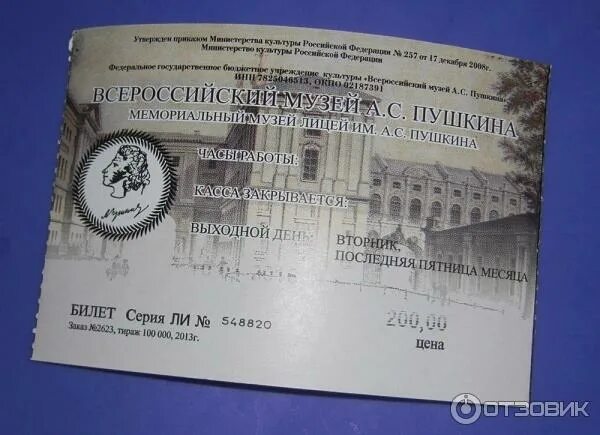 Утвержден приказом Министерства культуры Российской Федерации № 257 от 17 декабря 2008г.
Министерство культуры Российской Федерации
Федеральное государственное бюджетное учреждение культуры «Всероссийский музей А.С. Пушкина»
ИНН 7825046513, ОКПО 02187391
ВСЕРОССИЙСКИЙ МУЗЕЙ А.С. ПУШКИНА
МЕМОРИАЛЬНЫЙ МУЗЕЙ ЛИЦЕЙ ИМ. А.С. ПУШКИНА
ЧАСЫ РАБОТЫ:
КАССА ЗАКРЫВАЕТСЯ:
ВЫХОДНОЙ ДЕНЬ: ВТОРНИК,
ПОСЛЕДНЯЯ ПЯТНИЦА МЕСЯЦА
БИЛЕТ Серия ЛИ № 548820
200,00
Заказ №2623, тираж 100 000, 2013г.
цена
ОТЗОВИК